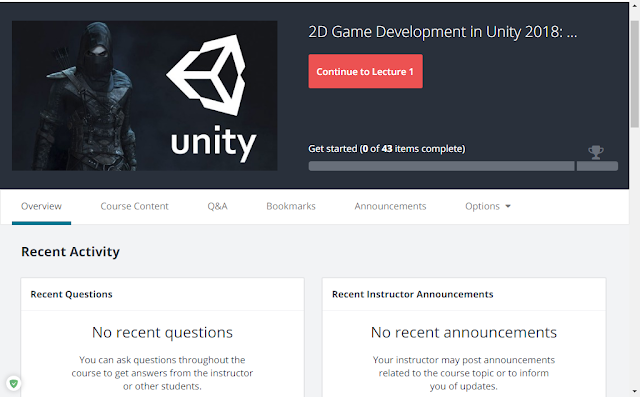 2D Game Development in Unity 2018: ...
Continue to Lecture 1
unity
Get started (0 of 43 items complete)
Overview
Course Content
Q&A
Bookmarks
Announcements
Options
Recent Activity
Recent Questions
No recent questions
You can ask questions throughout the
course to get answers from the instructor
or other students.
Recent Instructor Announcements
No recent announcements
Your instructor may post announcements
related to the course topic or to inform
you of updates.